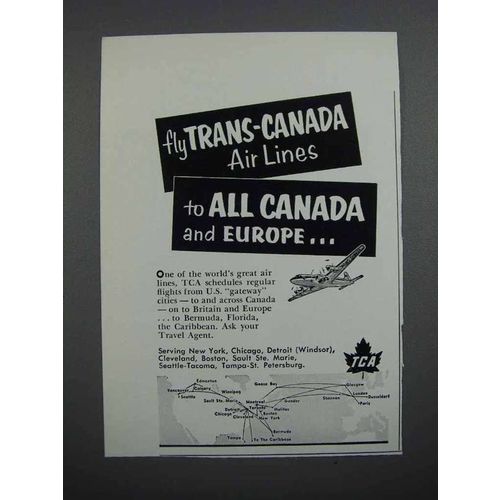 fly TRANS-CANADA
Air Lines
to ALL CANADA
and EUROPE...
One of the world's great air
lines, TCA schedules regular
flights from U.S. "gateway"
cities — to and across Canada
— on to Britain and Europe
... to Bermuda, Florida,
the Caribbean. Ask your
Travel Agent.
Serving New York, Chicago, Detroit (Windsor),
Cleveland, Boston, Sault Ste. Marie,
Seattle-Tacoma, Tampa-St. Petersburg.
TCA
Edmonton
Calgary
Vancouver
Seattle
Winnipeg
Sault Ste. Marie
Goose Bay
Montreal
Toronto
Detroit
Chicago
Cleveland
Boston
New York
Halifax
Gander
Shannon
Glasgow
London
Dusseldorf
Paris
Bermuda
Tampa
To The Caribbean